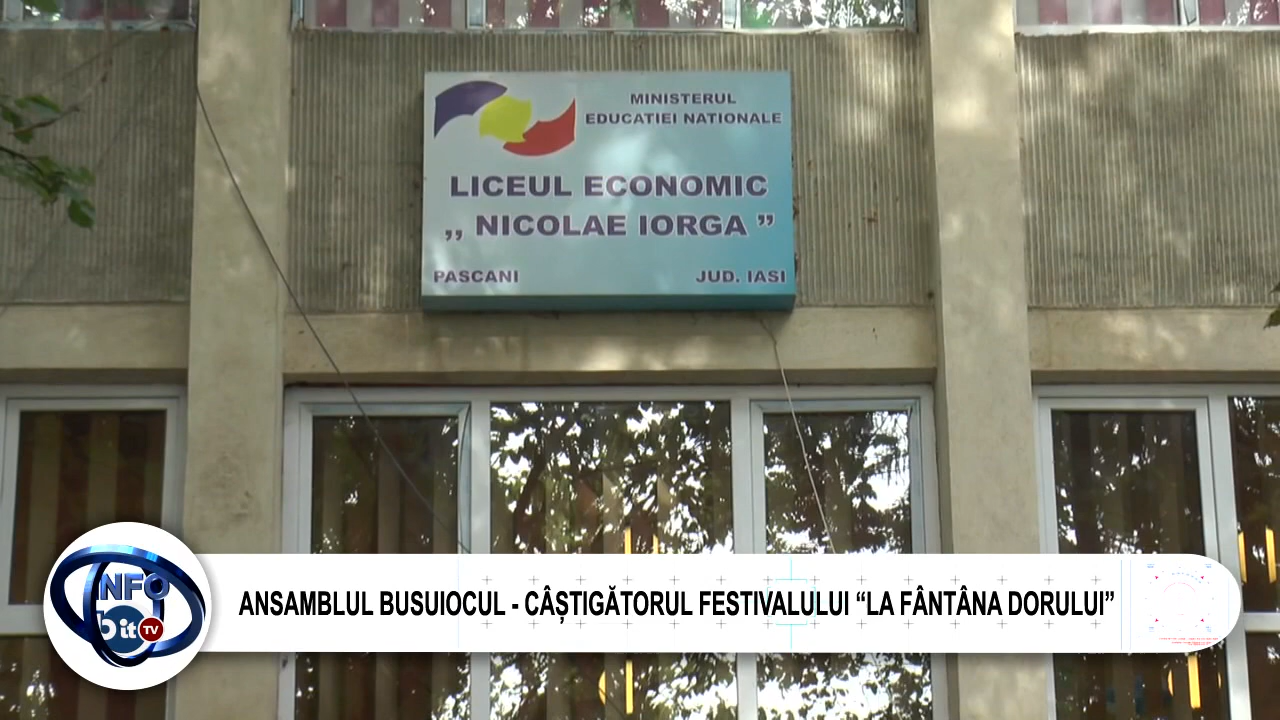 MINISTERUL
EDUCATIEI NATIONALE
LICEUL ECONOMIC
,, NICOLAE IORGA ”
PASCANI JUD. IASI
INFO
bit TV
ANSAMBLUL BUSUIOCUL - CÂȘTIGĂTORUL FESTIVALULUI “LA FÂNTÂNA DORULUI”